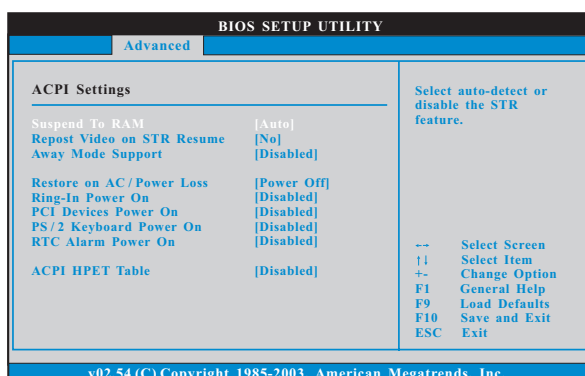 BIOS SETUP UTILITY
Advanced
ACPI Settings
Suspend To RAM [Auto]
Repost Video on STR Resume [No]
Away Mode Support [Disabled]
Restore on AC / Power Loss [Power Off]
Ring-In Power On [Disabled]
PCI Devices Power On [Disabled]
PS / 2 Keyboard Power On [Disabled]
RTC Alarm Power On [Disabled]
ACPI HPET Table [Disabled]
Select auto-detect or
disable the STR
feature.
←→ Select Screen
↑↓ Select Item
+- Change Option
F1 General Help
F9 Load Defaults
F10 Save and Exit
ESC Exit
v02.54 (C) Copyright 1985-2003, American Megatrends, Inc.